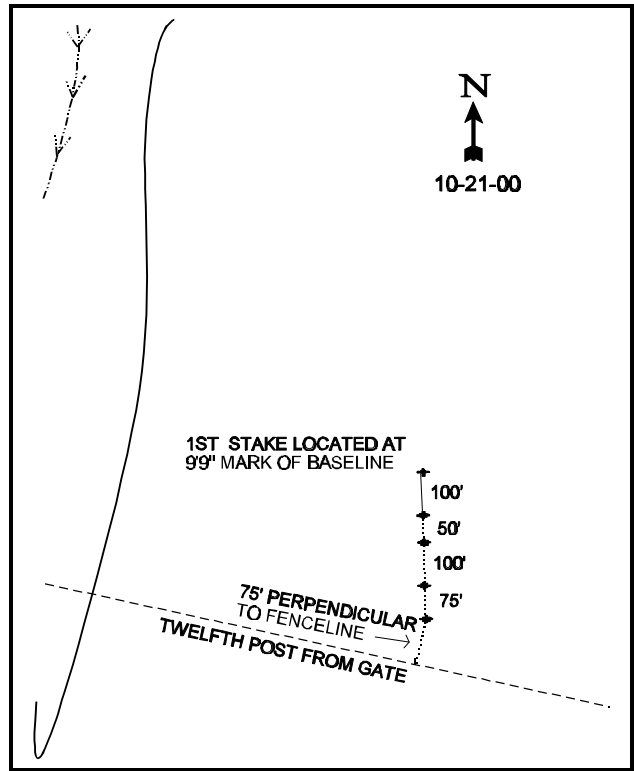 N
10-21-00
1ST STAKE LOCATED AT
9'9" MARK OF BASELINE
100'
50'
100'
75'
75' PERPENDICULAR
TO FENCELINE
TWELFTH POST FROM GATE